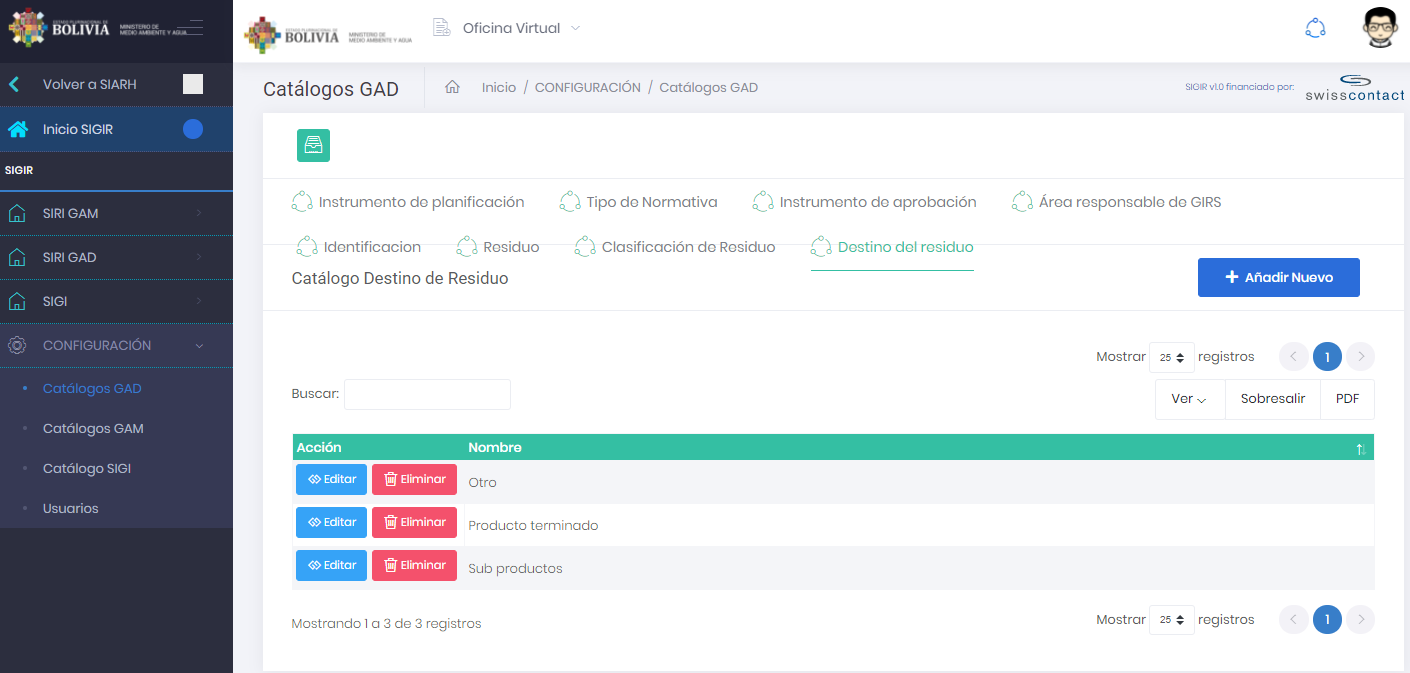 ESTADO PLURINACIONAL DE
BOLIVIA
MINISTERIO DE
MEDIO AMBIENTE Y AGUA
Volver a SIARH
Inicio SIGIR
SIGIR
SIRI GAM
SIRI GAD
SIGI
CONFIGURACIÓN
Catálogos GAD
Catálogos GAM
Catálogo SIGI
Usuarios
ESTADO PLURINACIONAL DE
BOLIVIA
MINISTERIO DE
MEDIO AMBIENTE Y AGUA
Oficina Virtual
Catálogos GAD
Inicio / CONFIGURACIÓN / Catálogos GAD
SIGIR v1.0 financiado por:
swisscontact
Instrumento de planificación Tipo de Normativa Instrumento de aprobación Área responsable de GIRS
Identificacion Residuo Clasificación de Residuo Destino del residuo
Catálogo Destino de Residuo
Añadir Nuevo
Mostrar 25 registros 1
Buscar:
Ver Sobresalir PDF
Acción Nombre
Editar Eliminar Otro
Editar Eliminar Producto terminado
Editar Eliminar Sub productos
Mostrando 1 a 3 de 3 registros
Mostrar 25 registros 1